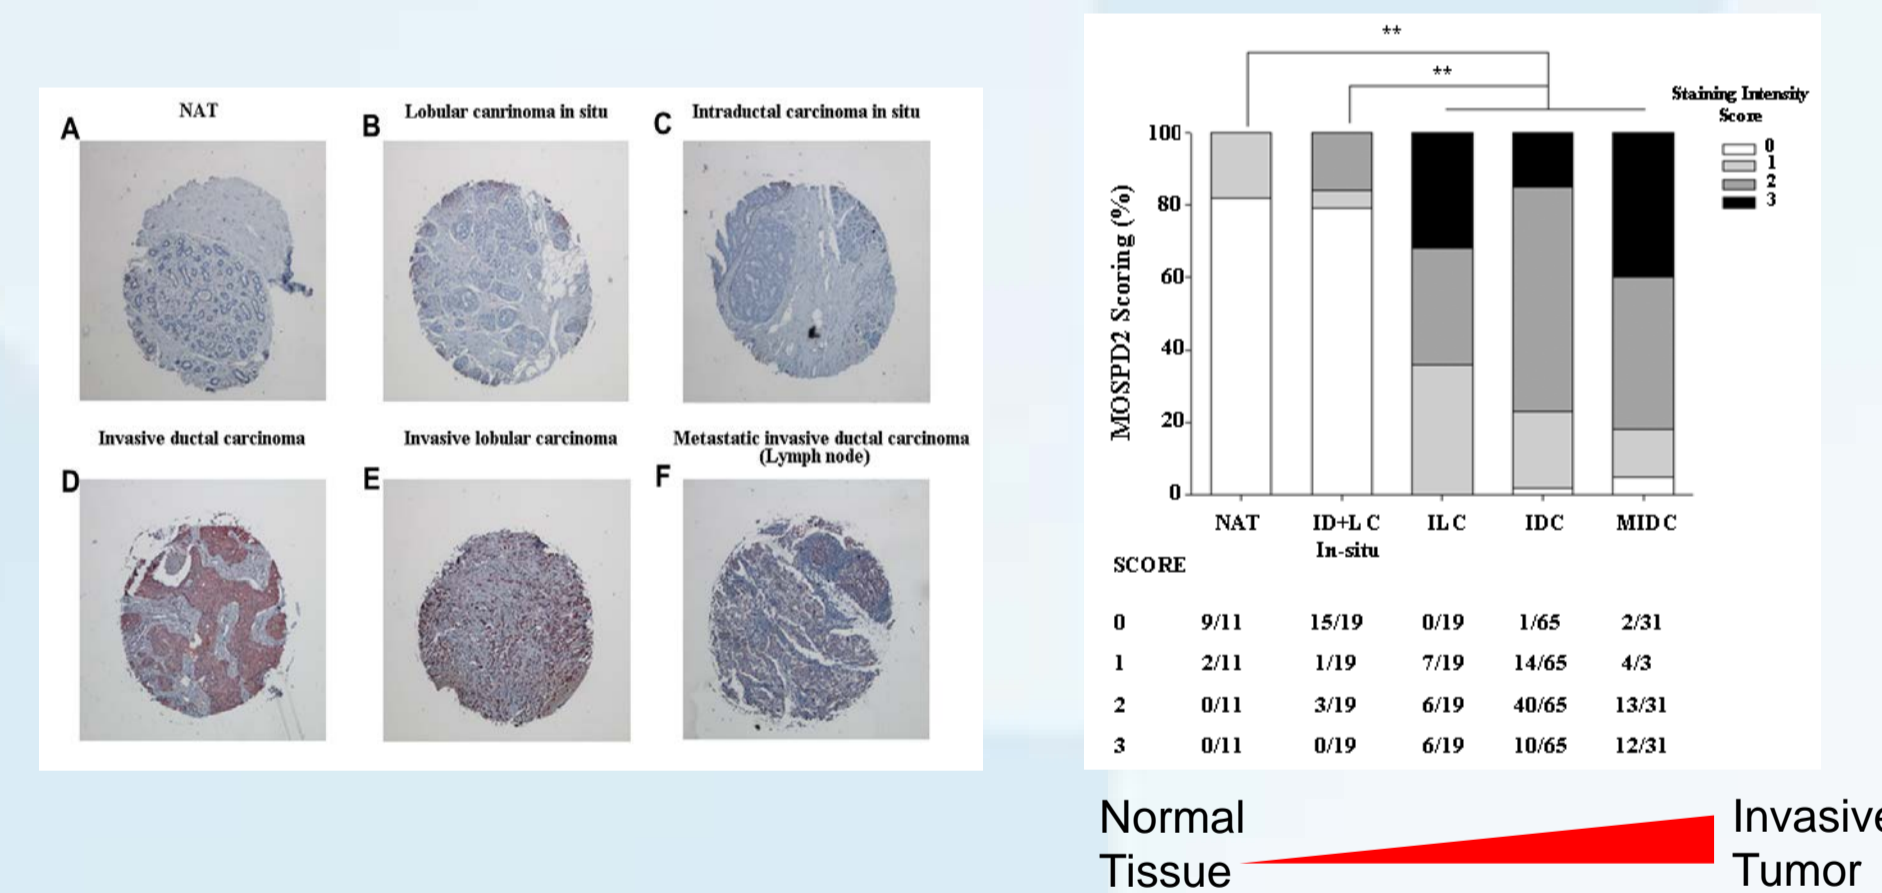 A
NAT
B
Lobular canrinoma in situ
C
Intraductal carcinoma in situ
D
Invasive ductal carcinoma
E
Invasive lobular carcinoma
F
Metastatic invasive ductal carcinoma
(Lymph node)
**
**
Staining Intensity
Score
0
1
2
3
MOSPD2 Scoring (%)
100
80
60
40
20
0
NAT ID+LC ILC IDC MIDC
In-situ
SCORE
0 9/11 15/19 0/19 1/65 2/31
1 2/11 1/19 7/19 14/65 4/3
2 0/11 3/19 6/19 40/65 13/31
3 0/11 0/19 6/19 10/65 12/31
Normal
Tissue
Invasive
Tumor